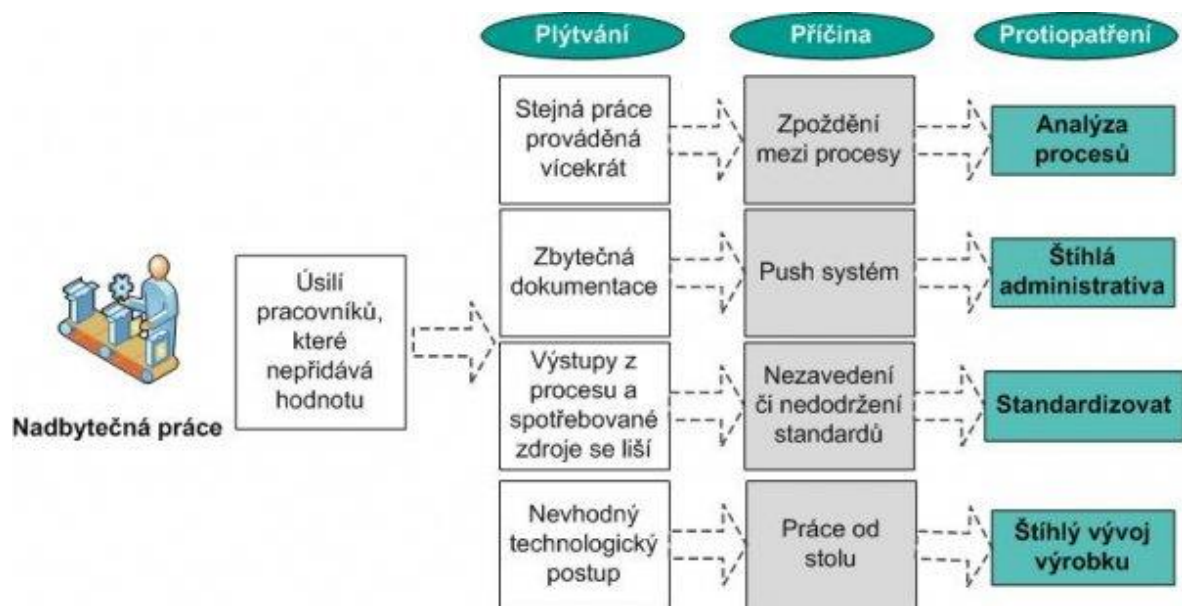 Plýtvání
Příčina
Protiopatření
Stejná práce
prováděná
vícekrát
Zpoždění
mezi procesy
Analýza
procesů
Zbytečná
dokumentace
Push systém
Štíhlá
administrativa
Úsilí
pracovníků,
které
nepřidává
hodnotu
Nadbytečná práce
Výstupy z
procesu a
spotřebované
zdroje se liší
Nezavedení
či nedodržení
standardů
Standardizovat
Nevhodný
technologický
postup
Práce od
stolu
Štíhlý vývoj
výrobku